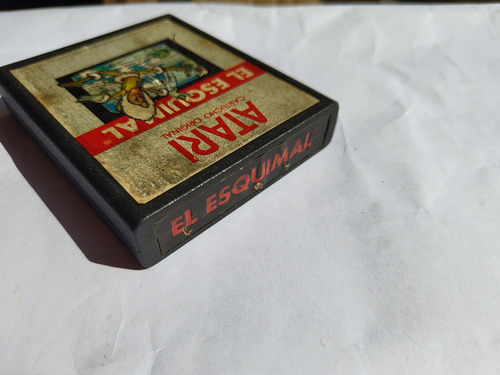 EL ESQUIMAL
®
ATARI
CARTUCHO ORIGINAL
EL ESQUIMAL